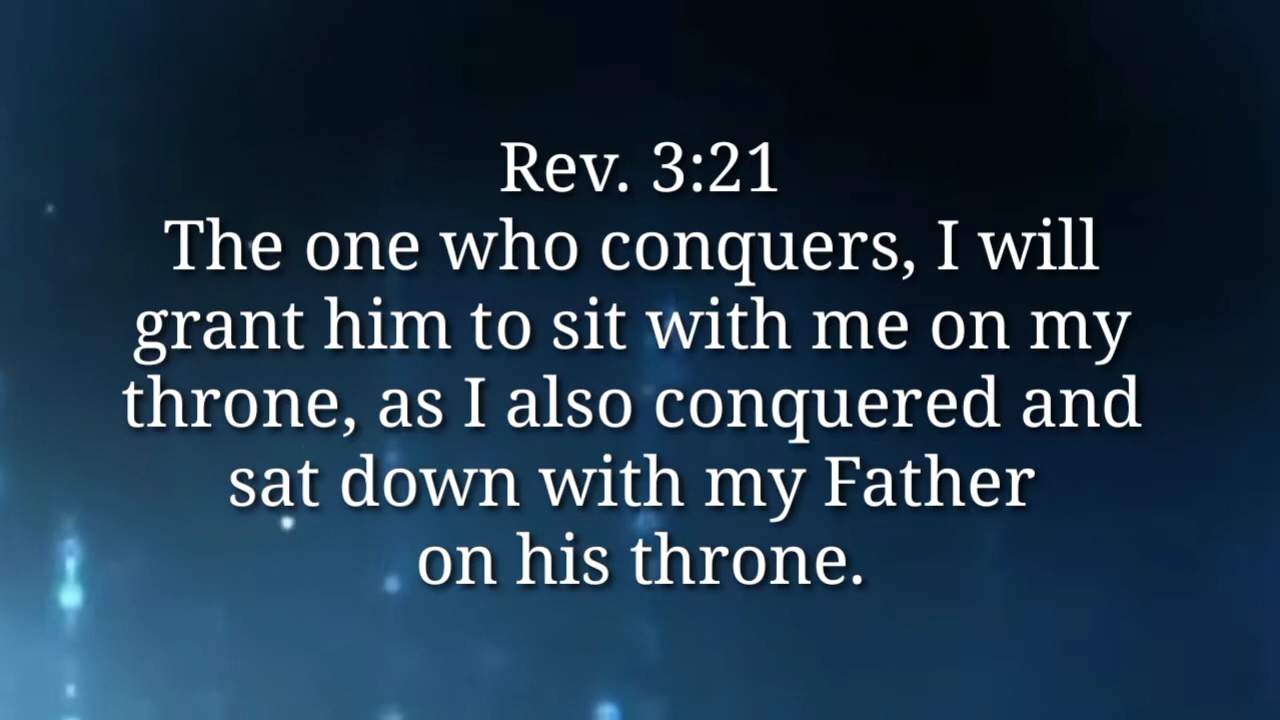 Rev. 3:21
The one who conquers, I will
grant him to sit with me on my
throne, as I also conquered and
sat down with my Father
on his throne.